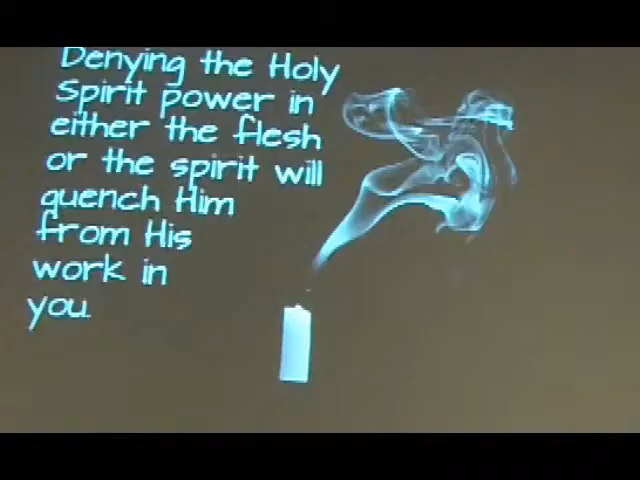 Denying the Holy
Spirit power in
either the flesh
or the spirit will
quench Him
from His
work in
you.